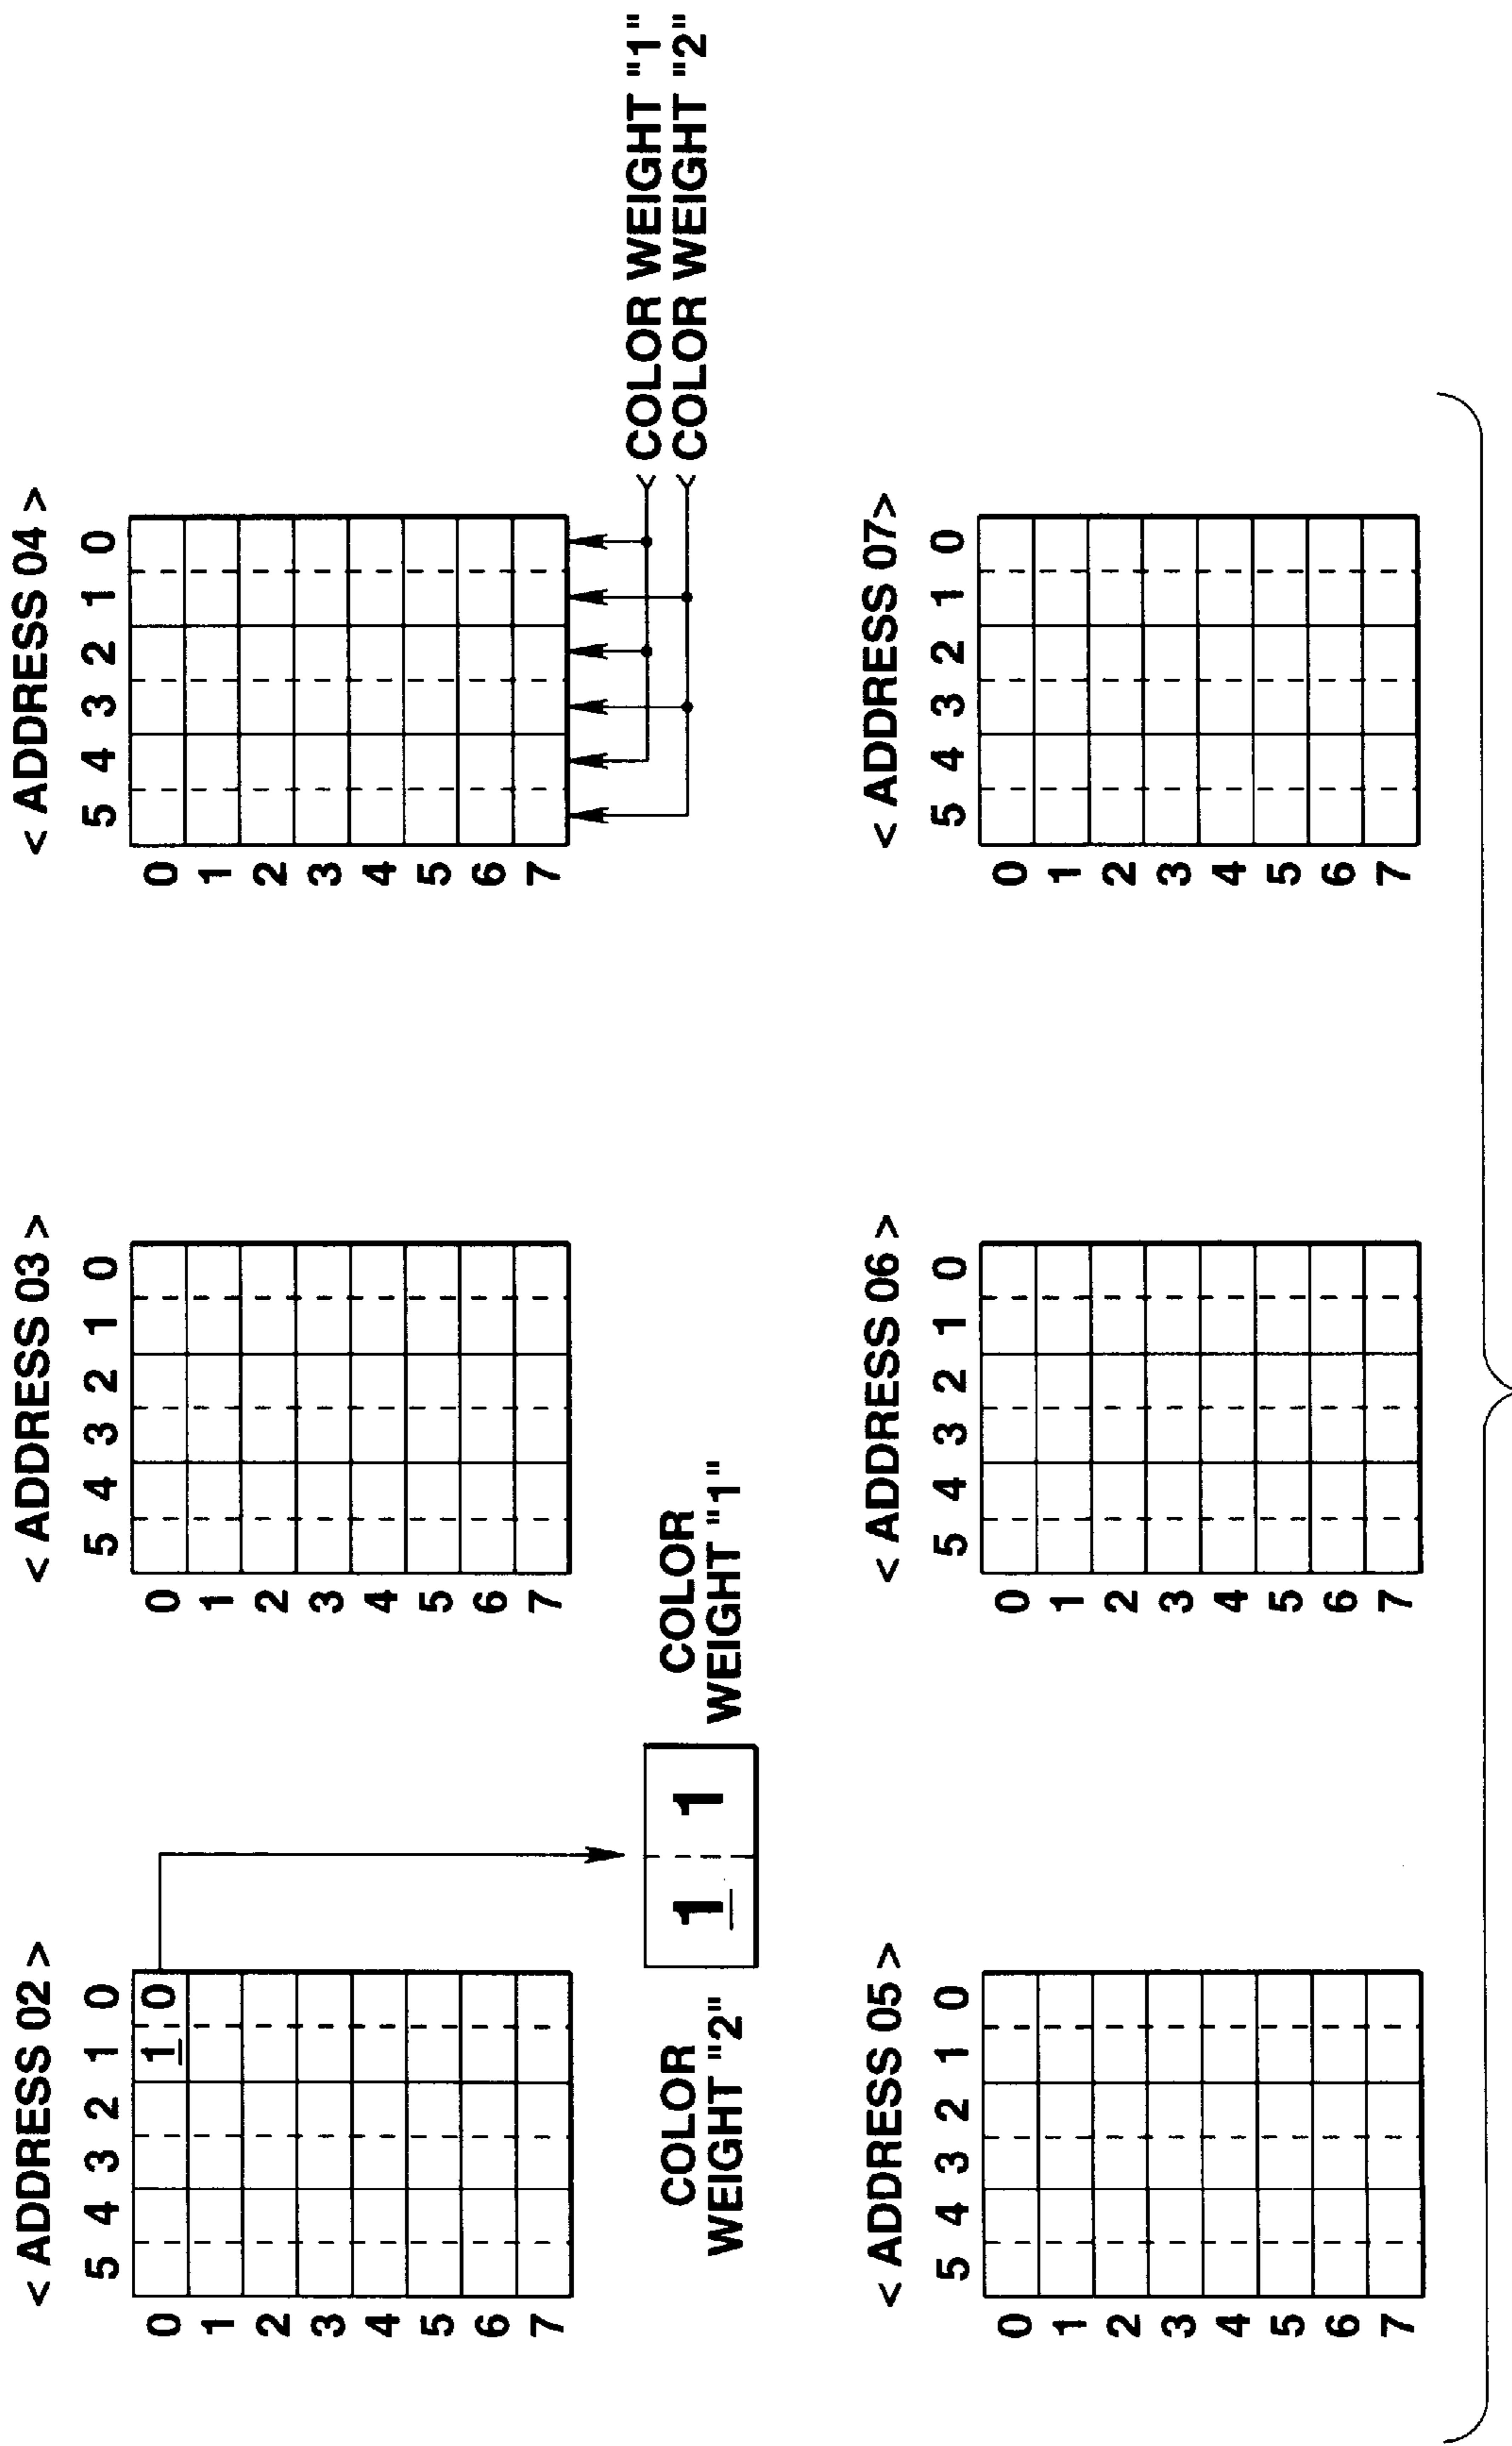 < ADDRESS 02 >
5 4 3 2 1 0
0 1 0
1
2
3
4
5
6
7
COLOR
WEIGHT "2"
1 1
COLOR
WEIGHT "1"
< ADDRESS 03 >
5 4 3 2 1 0
0
1
2
3
4
5
6
7
< ADDRESS 04 >
5 4 3 2 1 0
0
1
2
3
4
5
6
7
COLOR WEIGHT "1"
COLOR WEIGHT "2"
< ADDRESS 05 >
5 4 3 2 1 0
0
1
2
3
4
5
6
7
< ADDRESS 06 >
5 4 3 2 1 0
0
1
2
3
4
5
6
7
< ADDRESS 07>
5 4 3 2 1 0
0
1
2
3
4
5
6
7